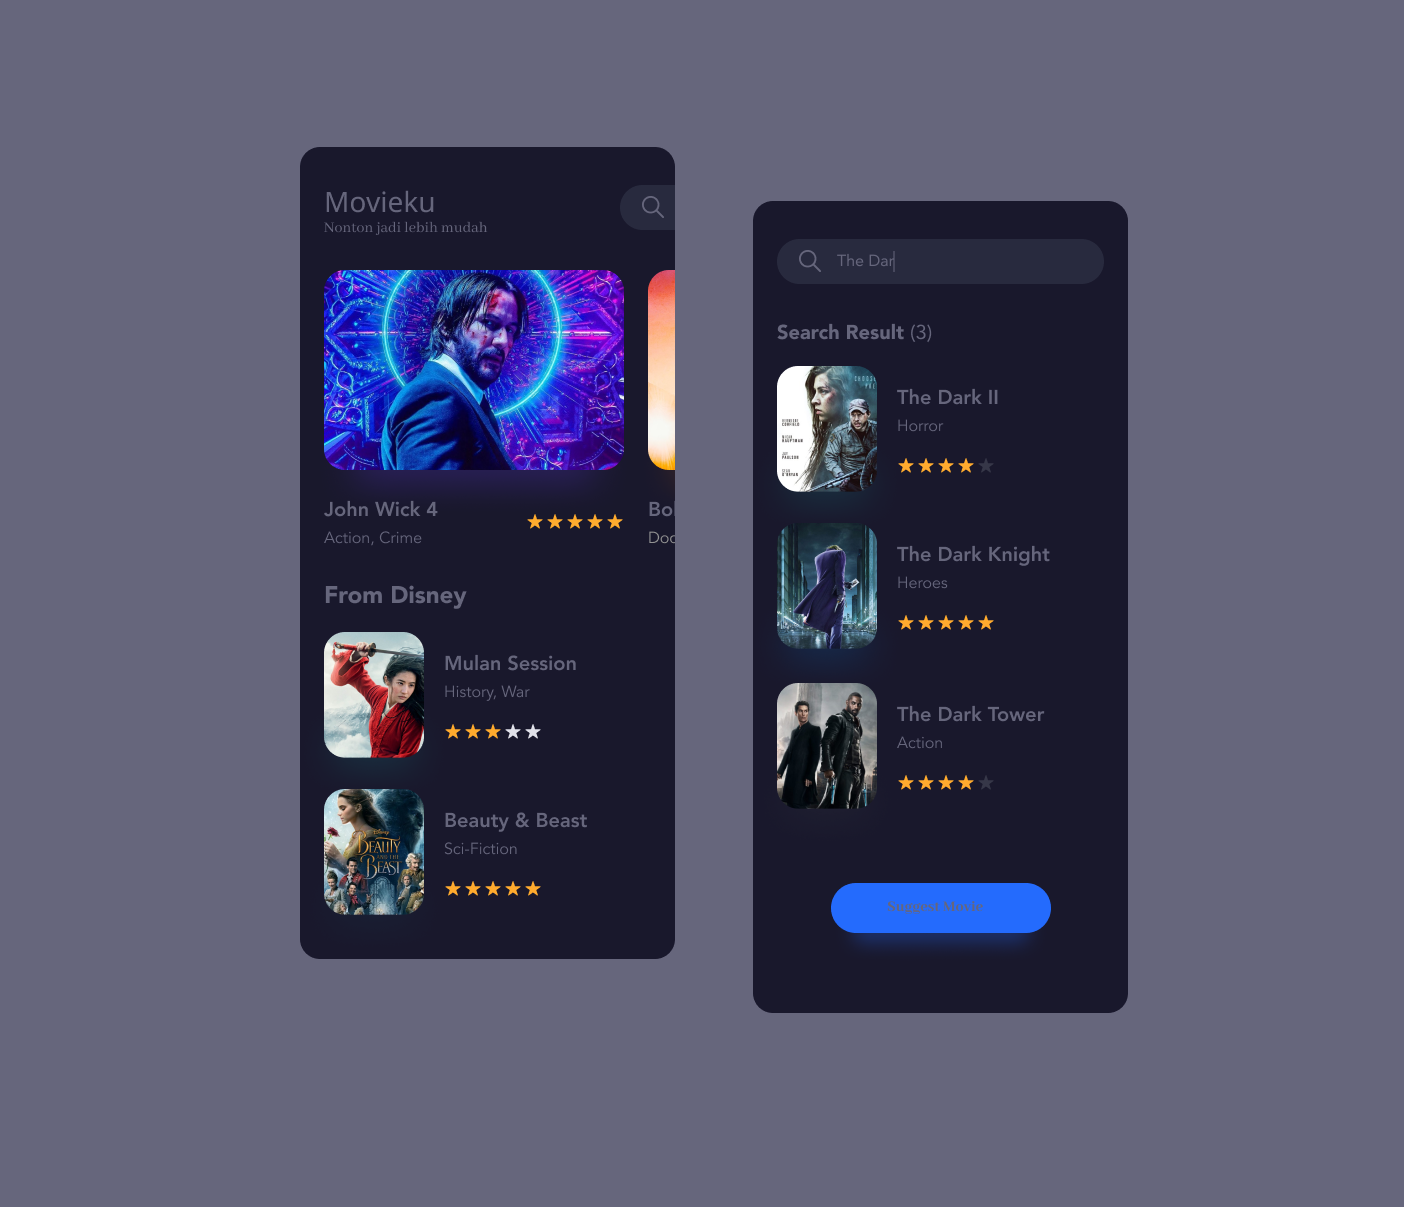 Movieku
Nonton jadi lebih mudah
John Wick 4
Action, Crime
From Disney
Mulan Session
History, War
Disney
BEAUTY
AND THE
BEAST
Beauty & Beast
Sci-Fiction
The Dar
Search Result (3)
The Dark II
Horror
The Dark Knight
Heroes
The Dark Tower
Action
Suggest Movie